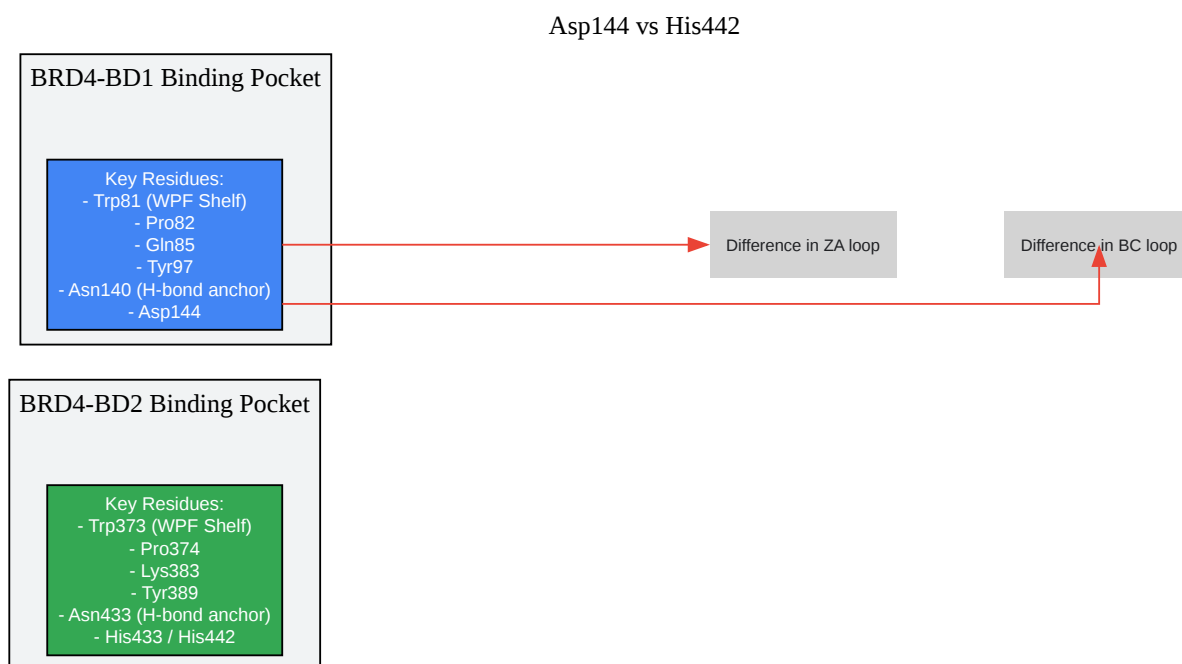 Asp144 vs His442
BRD4-BD1 Binding Pocket
Key Residues:
- Trp81 (WPF Shelf)
- Pro82
- Gln85
- Tyr97
- Asn140 (H-bond anchor)
- Asp144
Difference in ZA loop
Difference in BC loop
BRD4-BD2 Binding Pocket
Key Residues:
- Trp373 (WPF Shelf)
- Pro374
- Lys383
- Tyr389
- Asn433 (H-bond anchor)
- His433 / His442